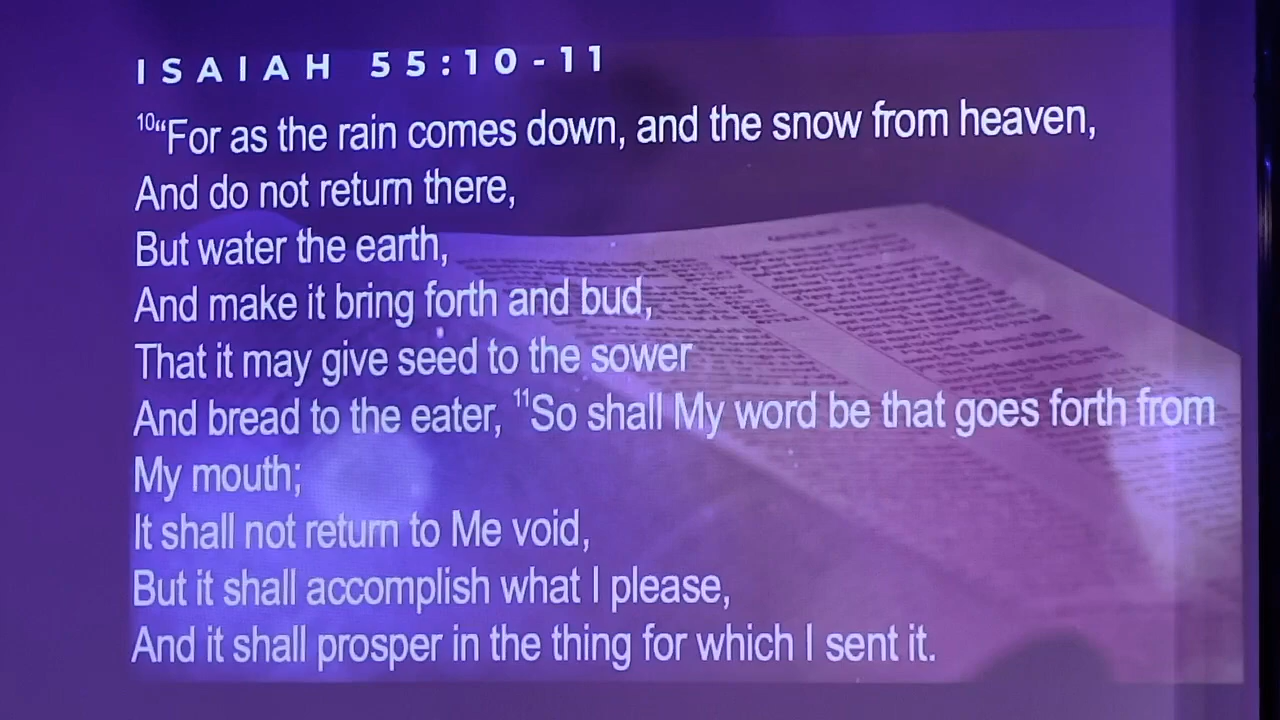 ISAIAH 55:10-11
10“For as the rain comes down, and the snow from heaven,
And do not return there,
But water the earth,
And make it bring forth and bud,
That it may give seed to the sower
And bread to the eater, 11So shall My word be that goes forth from
My mouth;
It shall not return to Me void,
But it shall accomplish what I please,
And it shall prosper in the thing for which I sent it.